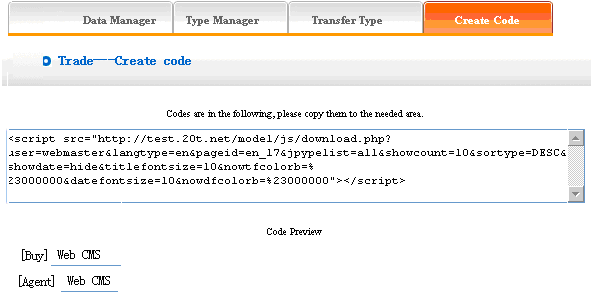 Data Manager Type Manager Transfer Type Create Code
Trade——Create code
Codes are in the following, please copy them to the needed area.
<script src="http://test.20t.net/model/js/download.php?
user=webmaster&langtype=en&pageid=en_17&jpypelist=all&showcount=10&sortype=DESC&
showdate=hide&titlefontsize=10&nowtfcolorb=%
23000000&datefontsize=10&nowdfcolorb=%23000000"></script>
Code Preview
[Buy] Web CMS
[Agent] Web CMS